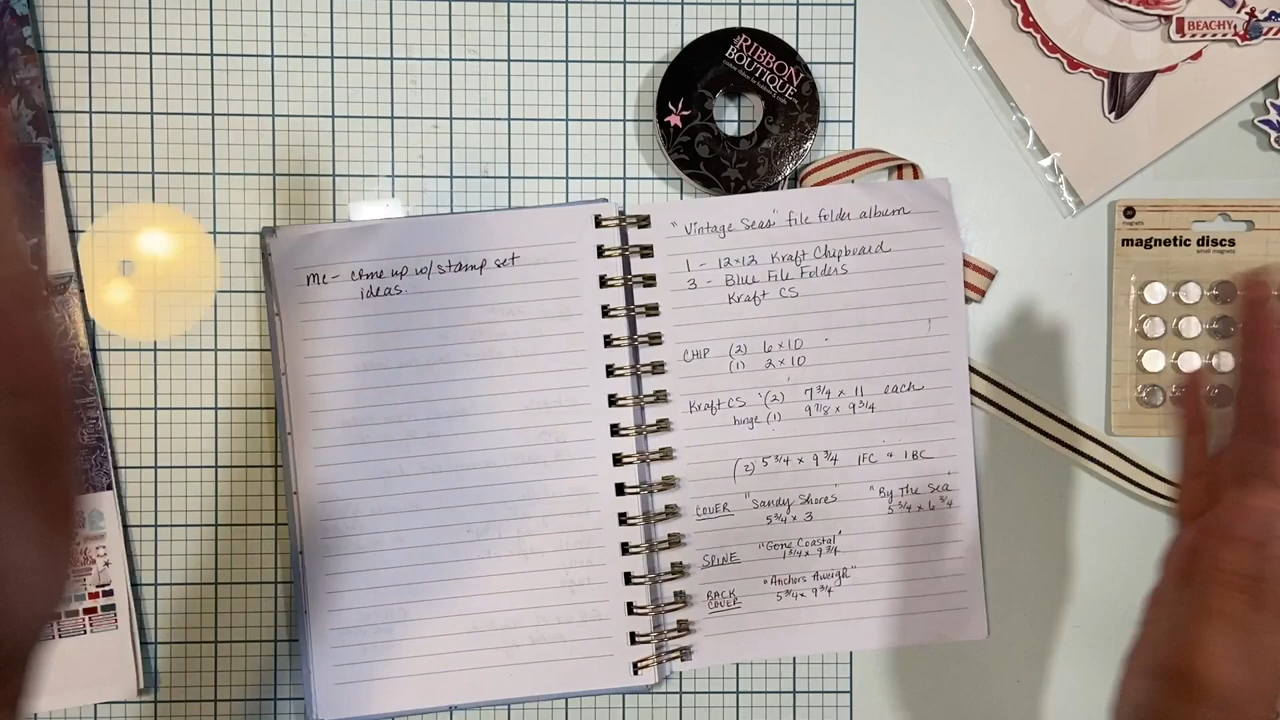 THE RIBBON
BOUTIQUE
BEACHY
20
magnets
magnetic discs
small magnets
Me - come up w/stamp set
ideas.
"Vintage Seas" file folder album
1 - 12x12 Kraft Chipboard
3 - Blue File Folders
Kraft CS
CHIP (2) 6x10
(1) 2x10
Kraft CS (2) 7 3/4 x 11 each
hinge (1) 9 7/8 x 9 3/4
(2) 5 3/4 x 9 3/4 IFC & IBC
COVER "Sandy Shores" "By The Sea"
5 3/4 x 3 5 3/4 x 6 3/4
SPINE "Gone Coastal"
1 3/4 x 9 3/4
BACK COVER "Anchors Aweigh"
5 3/4 x 9 3/4